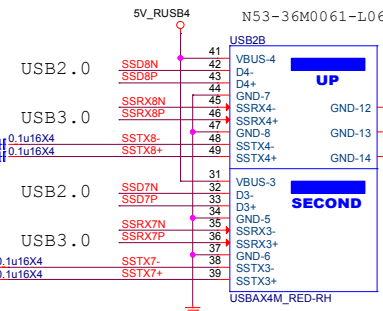 5V_RUSB4
N53-36M0061-L06
USB2B
41
VBUS-4
USB2.0
SSD8N
42
D4-
UP
SSD8P
43
D4+
44
GND-7
USB3.0
SSRX8N
45
SSRX4-
GND-12
SSRX8P
46
SSRX4+
47
GND-8
GND-13
0.1u16X4
SSTX8-
48
SSTX4-
0.1u16X4
SSTX8+
49
SSTX4+
GND-14
31
VBUS-3
USB2.0
SSD7N
32
D3-
SECOND
SSD7P
33
D3+
34
GND-5
USB3.0
SSRX7N
35
SSRX3-
SSRX7P
36
SSRX3+
37
GND-6
0.1u16X4
SSTX7-
38
SSTX3-
0.1u16X4
SSTX7+
39
SSTX3+
USBAX4M_RED-RH